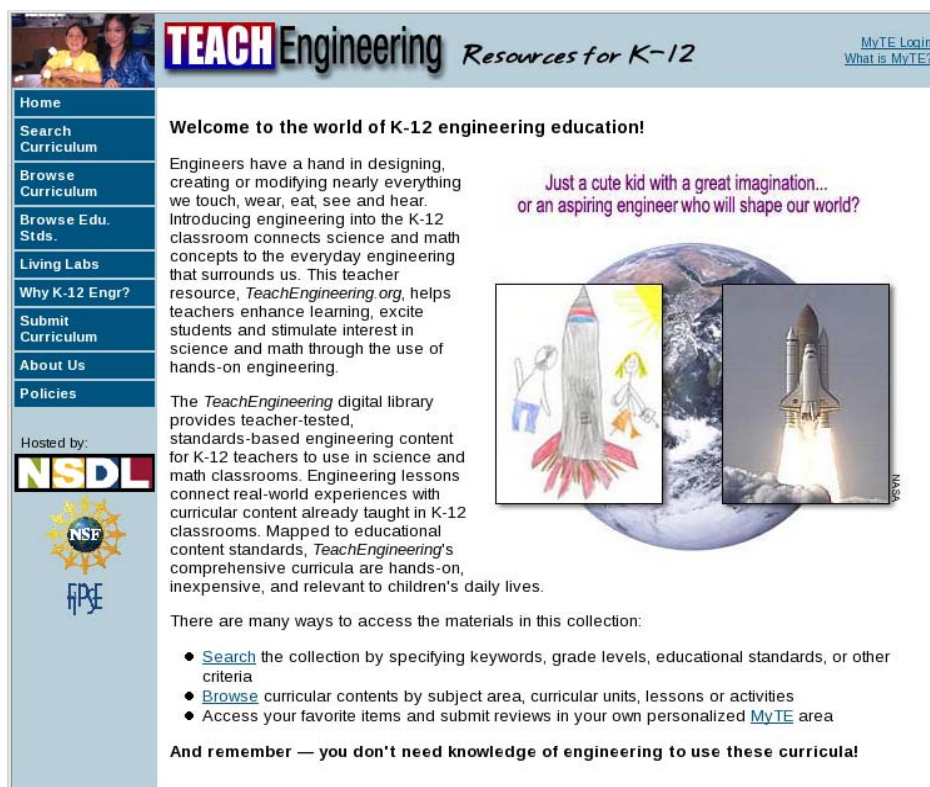 TEACH Engineering Resources for K-12
MyTE Login
What is MyTE?
Home
Search
Curriculum
Browse
Curriculum
Browse Edu.
Stds.
Living Labs
Why K-12 Engr?
Submit
Curriculum
About Us
Policies
Hosted by:
NSDL
NSF
FIPSE
Welcome to the world of K-12 engineering education!
Engineers have a hand in designing,
creating or modifying nearly everything
we touch, wear, eat, see and hear.
Introducing engineering into the K-12
classroom connects science and math
concepts to the everyday engineering
that surrounds us. This teacher
resource, TeachEngineering.org, helps
teachers enhance learning, excite
students and stimulate interest in
science and math through the use of
hands-on engineering.
Just a cute kid with a great imagination...
or an aspiring engineer who will shape our world?
NASA
The TeachEngineering digital library
provides teacher-tested,
standards-based engineering content
for K-12 teachers to use in science and
math classrooms. Engineering lessons
connect real-world experiences with
curricular content already taught in K-12
classrooms. Mapped to educational
content standards, TeachEngineering's
comprehensive curricula are hands-on,
inexpensive, and relevant to children's daily lives.
There are many ways to access the materials in this collection:
● Search the collection by specifying keywords, grade levels, educational standards, or other
criteria
● Browse curricular contents by subject area, curricular units, lessons or activities
● Access your favorite items and submit reviews in your own personalized MyTE area
And remember — you don't need knowledge of engineering to use these curricula!